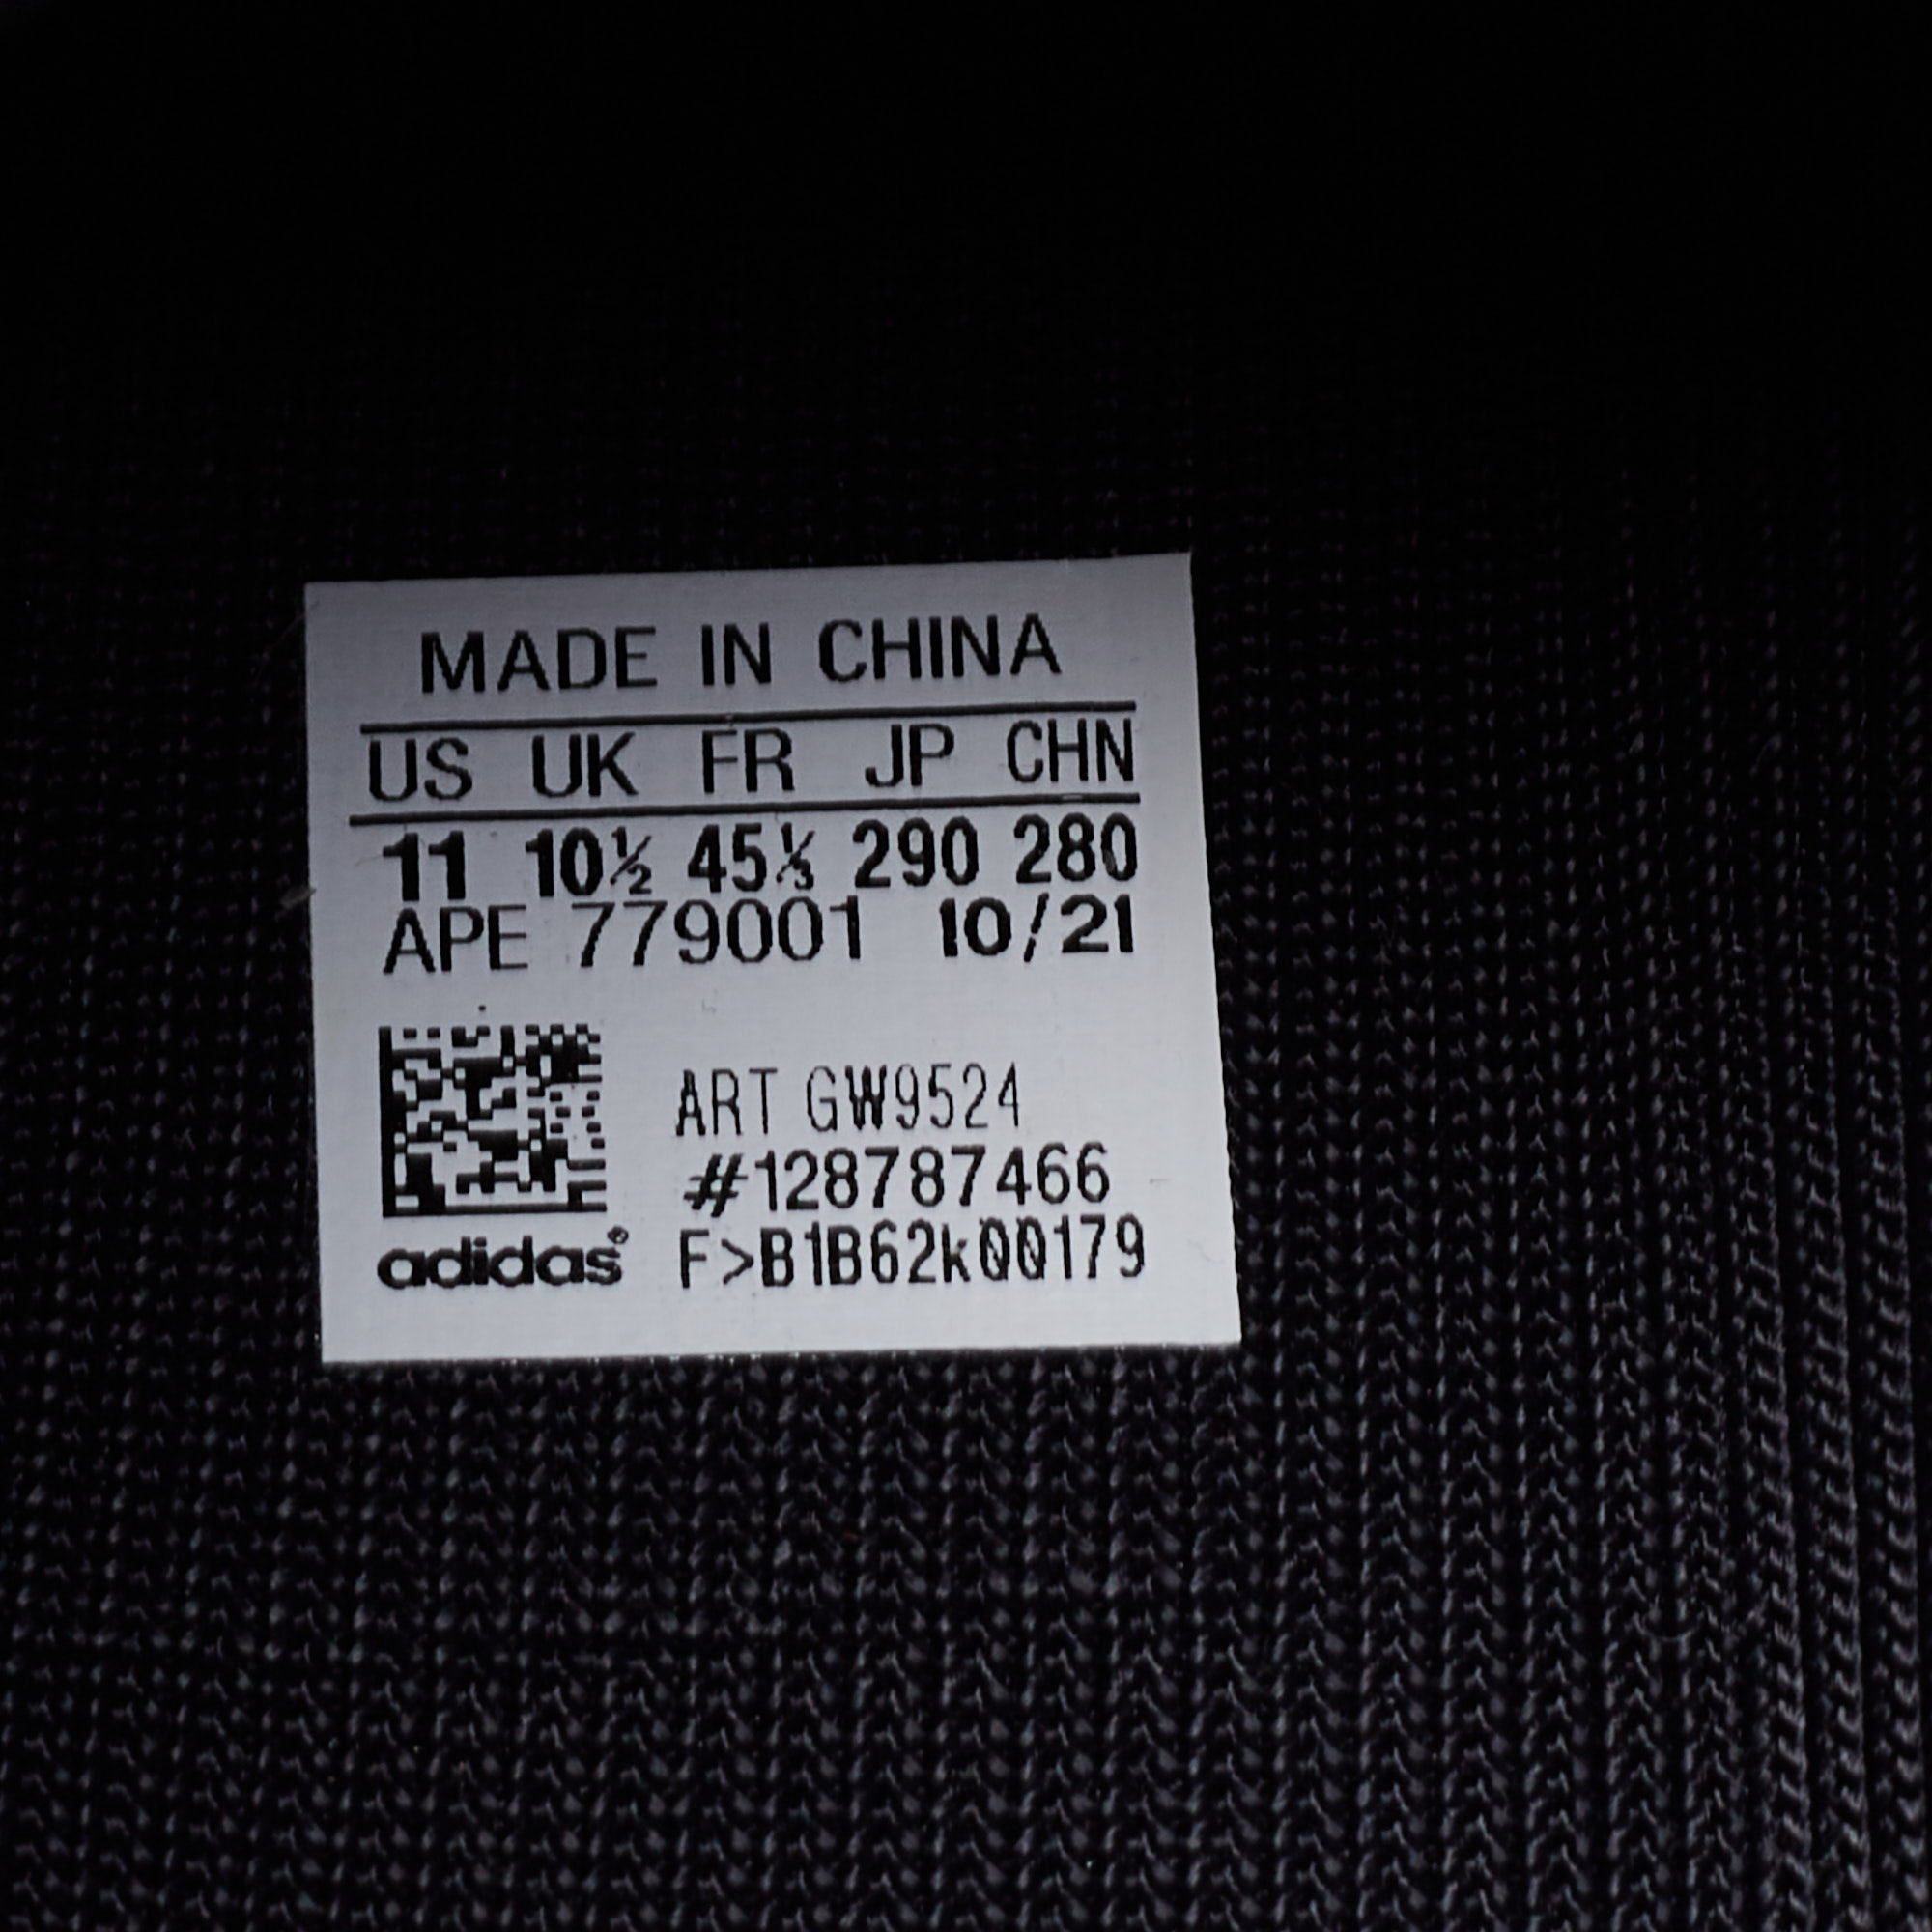 MADE IN CHINA
US UK FR JP CHN
11 10½ 45⅓ 290 280
APE 779001 10/21
ART GW9524
#128787466
adidas® F>B1B62k00179